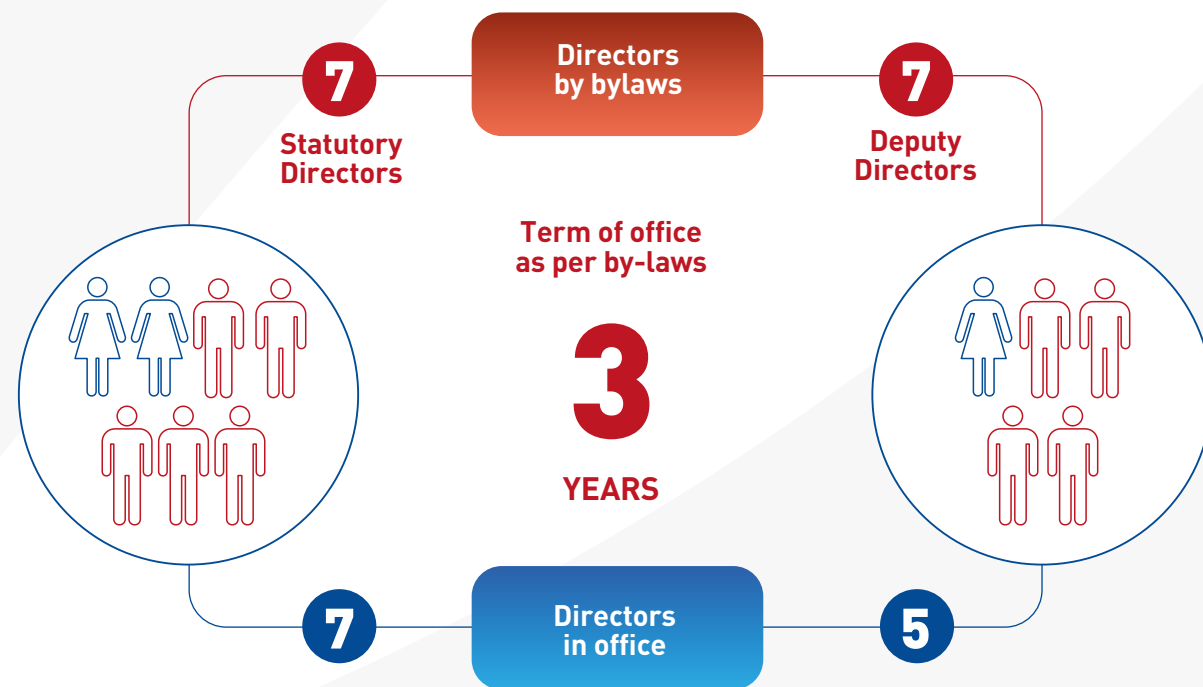 7
Directors
by bylaws
7
Statutory
Directors
Deputy
Directors
Term of office
as per by-laws
3
YEARS
7
Directors
in office
5